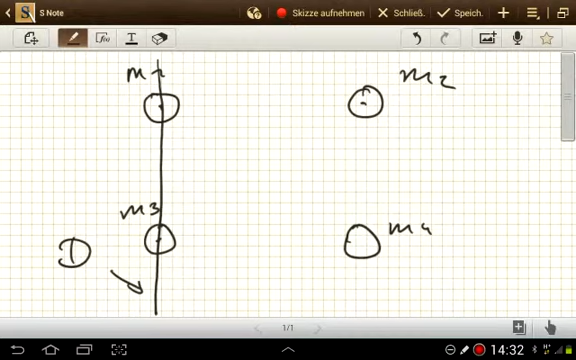 S Note
Skizze aufnehmen
Schließ.
Speich.
m1
m2
m3
m4
D
1/1
14:32